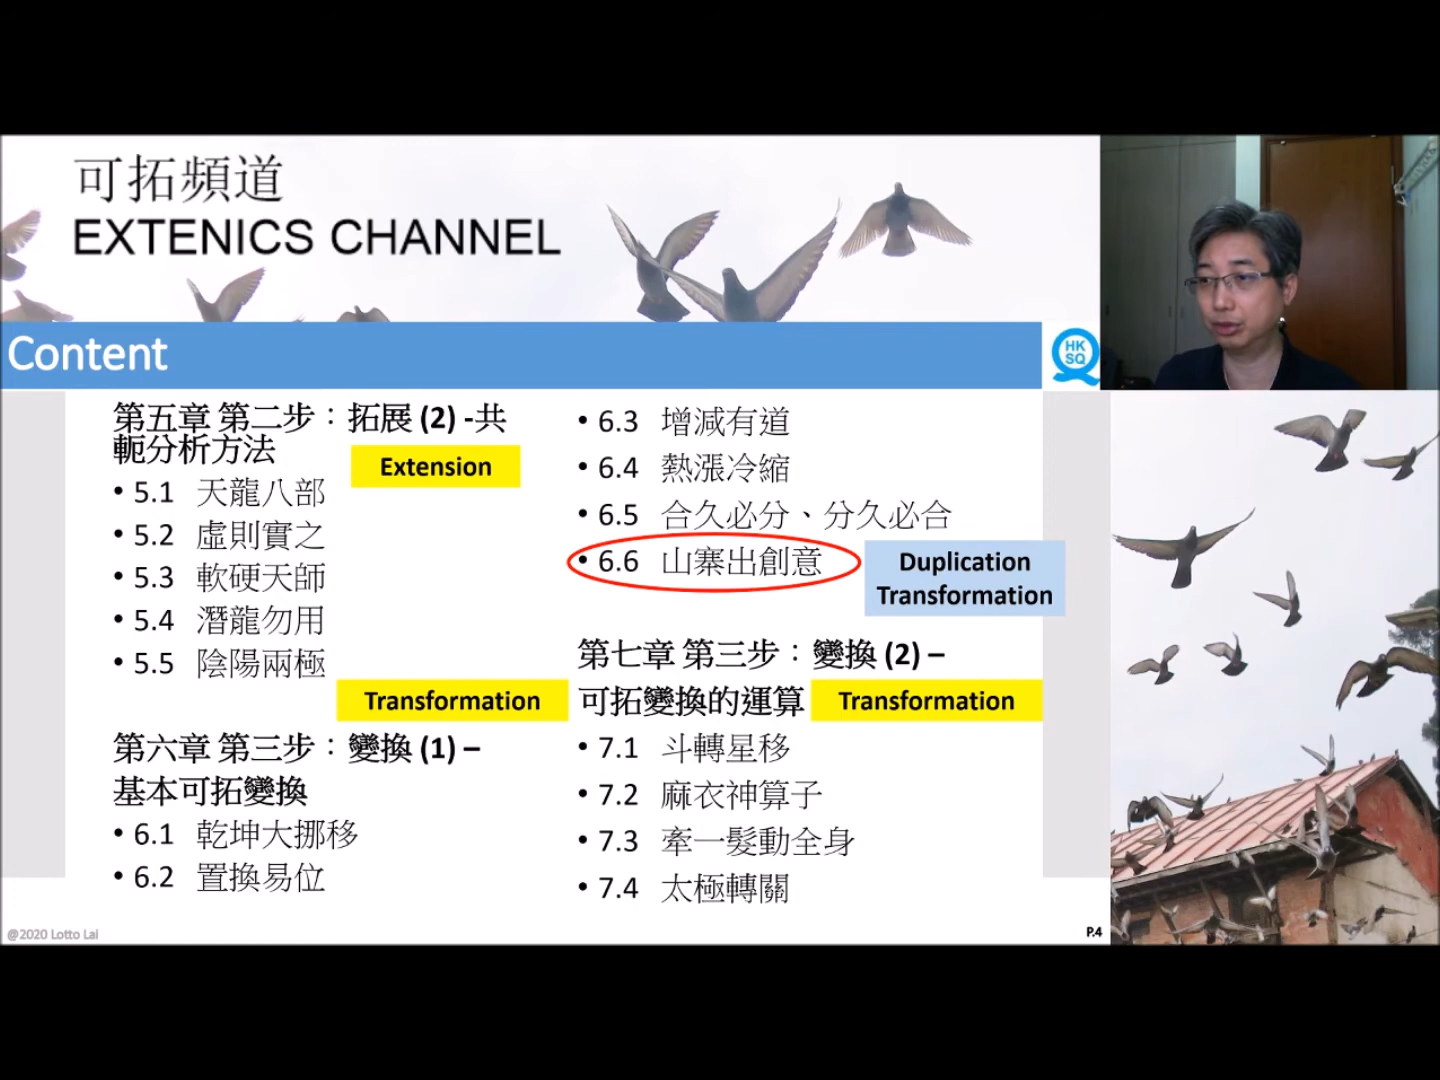 可拓頻道
EXTENICS CHANNEL
Content
HK
SQ
第五章 第二步：拓展 (2) -共
軛分析方法
Extension
• 5.1 天龍八部
• 5.2 虛則實之
• 5.3 軟硬天師
• 5.4 潛龍勿用
• 5.5 陰陽兩極
Transformation
第六章 第三步：變換 (1) –
基本可拓變換
• 6.1 乾坤大挪移
• 6.2 置換易位
• 6.3 增減有道
• 6.4 熱漲冷縮
• 6.5 合久必分、分久必合
• 6.6 山寨出創意
Duplication
Transformation
第七章 第三步：變換 (2) –
可拓變換的運算
Transformation
• 7.1 斗轉星移
• 7.2 麻衣神算子
• 7.3 牽一髮動全身
• 7.4 太極轉關
@2020 Lotto Lai
P.4